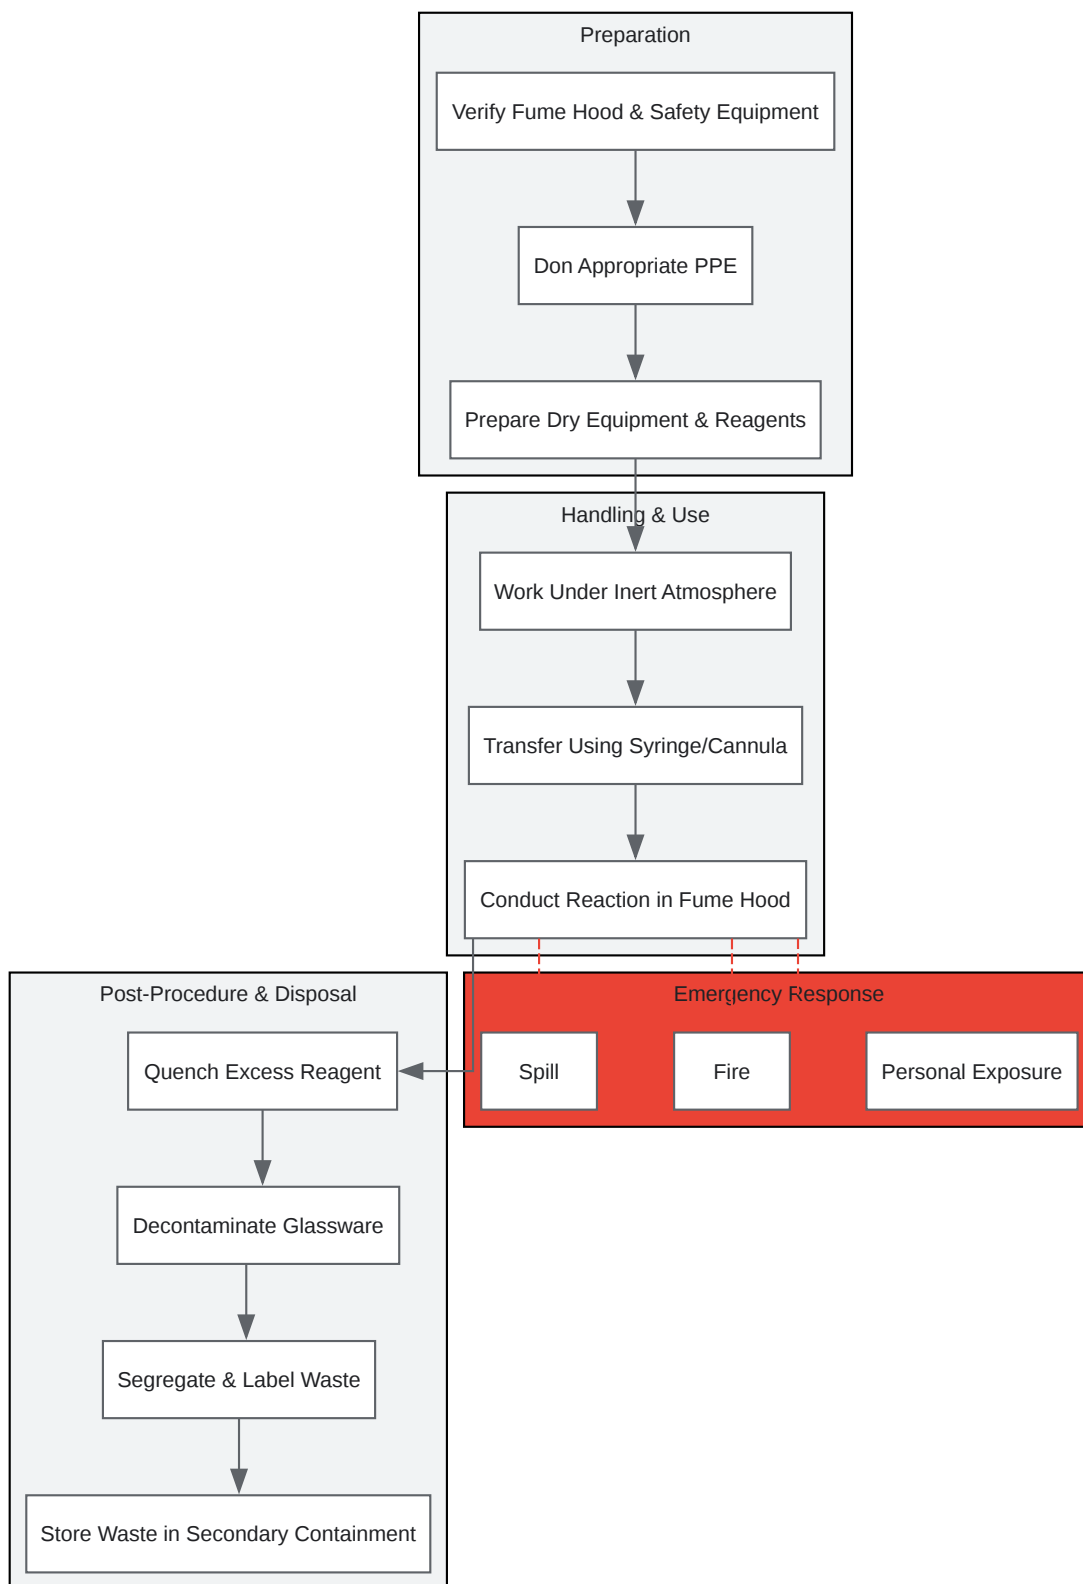 Preparation
Verify Fume Hood & Safety Equipment
Don Appropriate PPE
Prepare Dry Equipment & Reagents
Handling & Use
Work Under Inert Atmosphere
Transfer Using Syringe/Cannula
Conduct Reaction in Fume Hood
Post-Procedure & Disposal
Quench Excess Reagent
Decontaminate Glassware
Segregate & Label Waste
Store Waste in Secondary Containment
Emergency Response
Spill
Fire
Personal Exposure